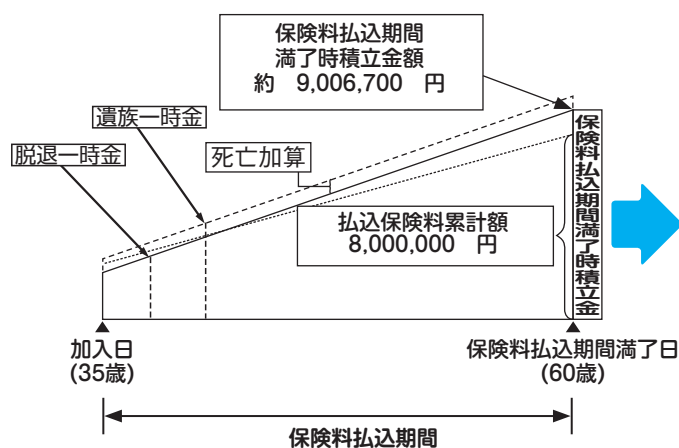 保険料払込期間
満了時積立金額
約 9,006,700 円
遺族一時金
脱退一時金
死亡加算
払込保険料累計額
8,000,000 円
保険料払込期間満了時積立金
加入日
(35歳)
保険料払込期間満了日
(60歳)
保険料払込期間